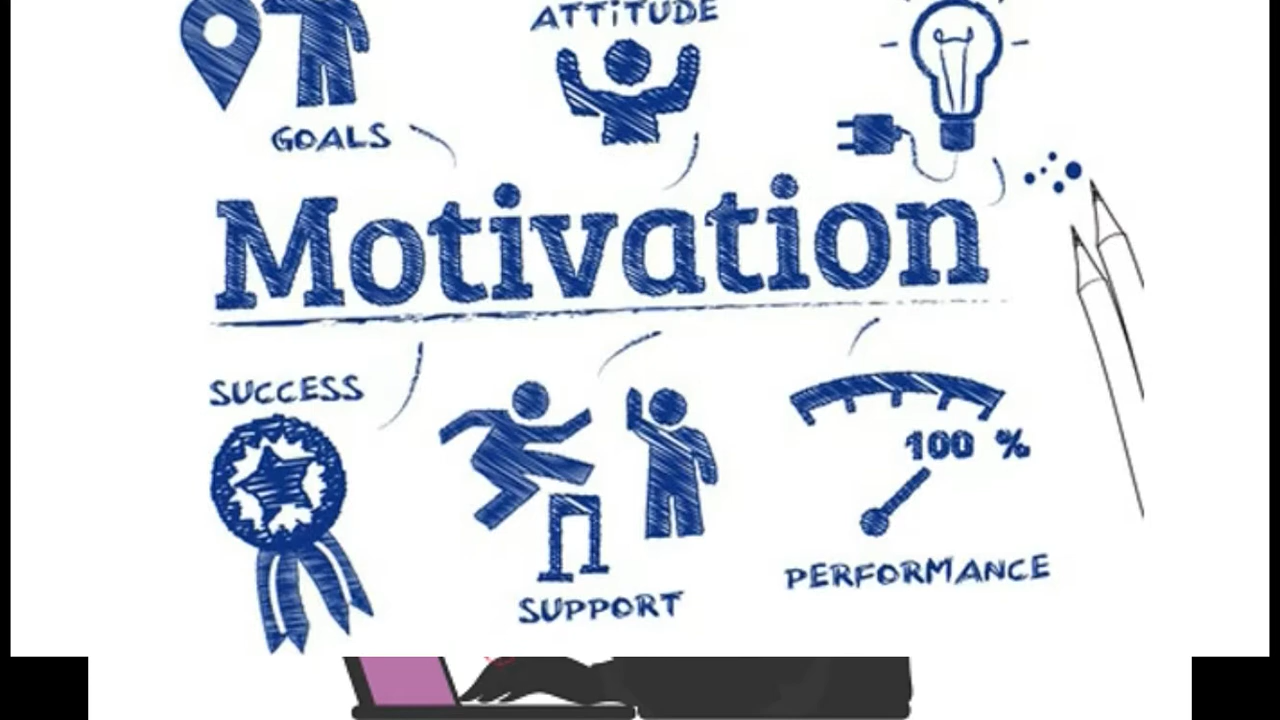 ATTiTUDE
GOALS
Motivation
SUCCESS
100 %
PERFORMANCE
SUPPORT